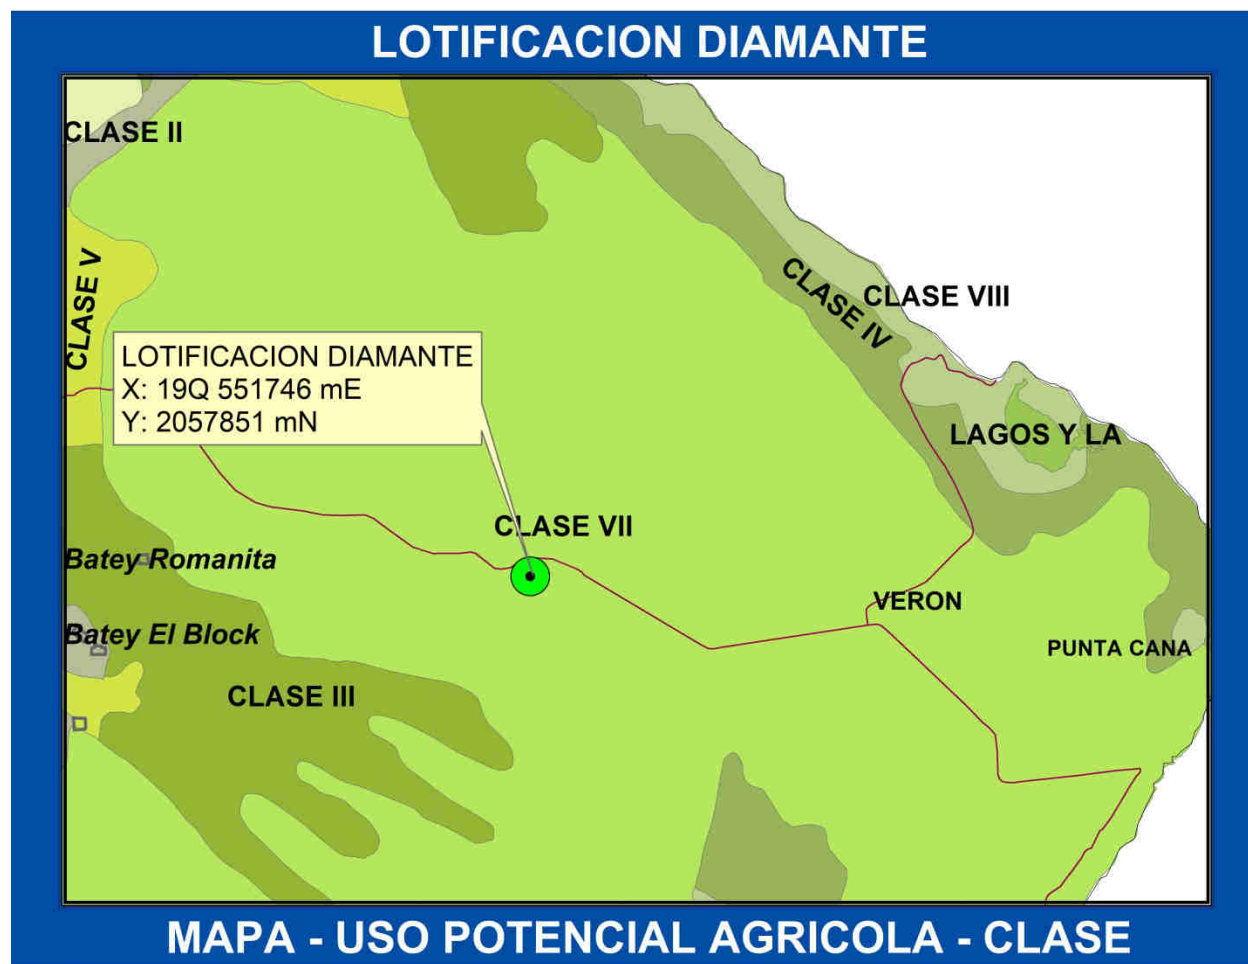 LOTIFICACION DIAMANTE
CLASE II
CLASE V
CLASE IV
CLASE VIII
LOTIFICACION DIAMANTE
X: 19Q 551746 mE
Y: 2057851 mN
LAGOS Y LA
CLASE VII
Batey Romanita
VERON
Batey El Block
PUNTA CANA
CLASE III
MAPA - USO POTENCIAL AGRICOLA - CLASE